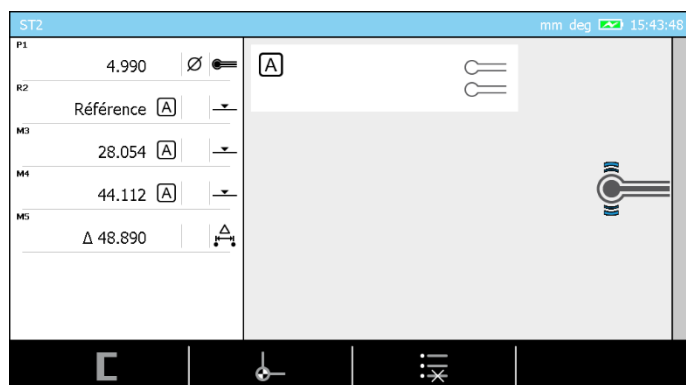 ST2 mm deg 15:43:48
P1
4.990 Ø
R2
Référence A
M3
28.054 A
M4
44.112 A
M5
Δ 48.890 Δ
A